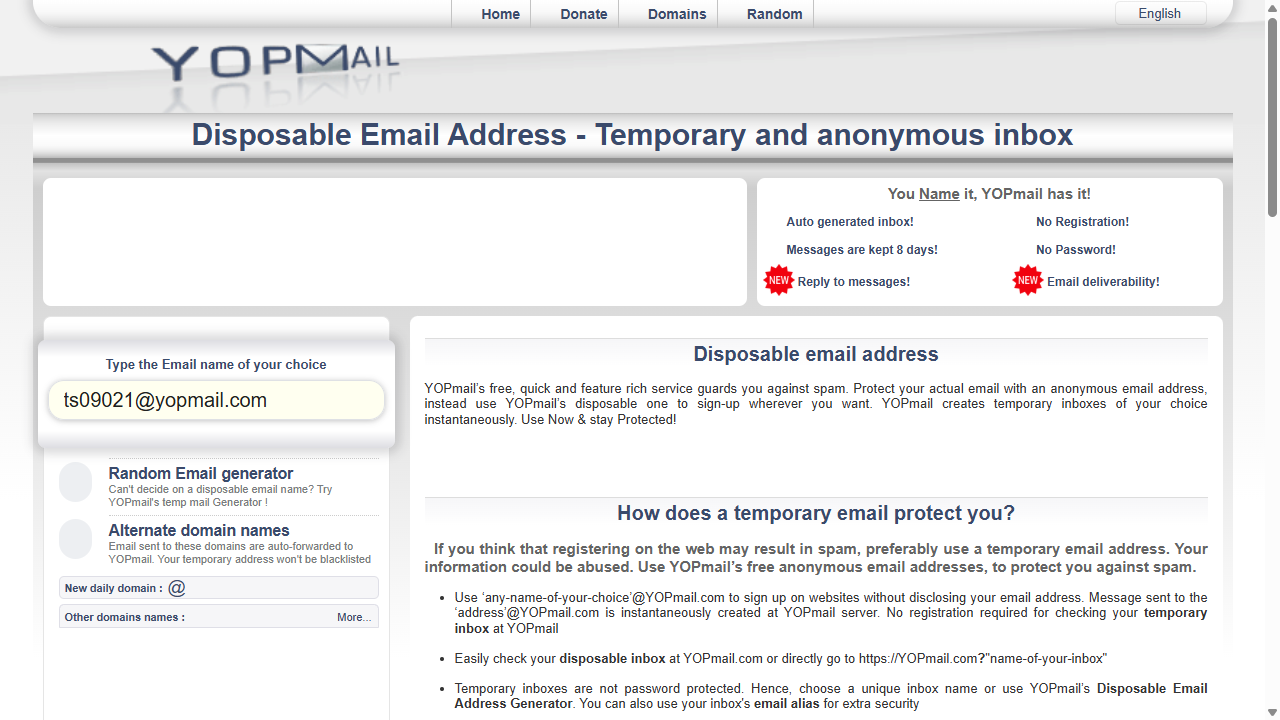 Home Donate Domains Random English
YOPMAIL
Disposable Email Address - Temporary and anonymous inbox
You Name it, YOPmail has it!
Auto generated inbox! No Registration!
Messages are kept 8 days! No Password!
NEW Reply to messages! NEW Email deliverability!
Type the Email name of your choice
ts09021@yopmail.com
Random Email generator
Can't decide on a disposable email name? Try
YOPmail's temp mail Generator !
Alternate domain names
Email sent to these domains are auto-forwarded to
YOPmail. Your temporary address won't be blacklisted
New daily domain : @
Other domains names : More...
Disposable email address
YOPmail's free, quick and feature rich service guards you against spam. Protect your actual email with an anonymous email address,
instead use YOPmail's disposable one to sign-up wherever you want. YOPmail creates temporary inboxes of your choice
instantaneously. Use Now & stay Protected!
How does a temporary email protect you?
If you think that registering on the web may result in spam, preferably use a temporary email address. Your
information could be abused. Use YOPmail's free anonymous email addresses, to protect you against spam.
• Use ‘any-name-of-your-choice’@YOPmail.com to sign up on websites without disclosing your email address. Message sent to the
‘address’@YOPmail.com is instantaneously created at YOPmail server. No registration required for checking your temporary
inbox at YOPmail
• Easily check your disposable inbox at YOPmail.com or directly go to https://YOPmail.com?"name-of-your-inbox"
• Temporary inboxes are not password protected. Hence, choose a unique inbox name or use YOPmail's Disposable Email
Address Generator. You can also use your inbox's email alias for extra security